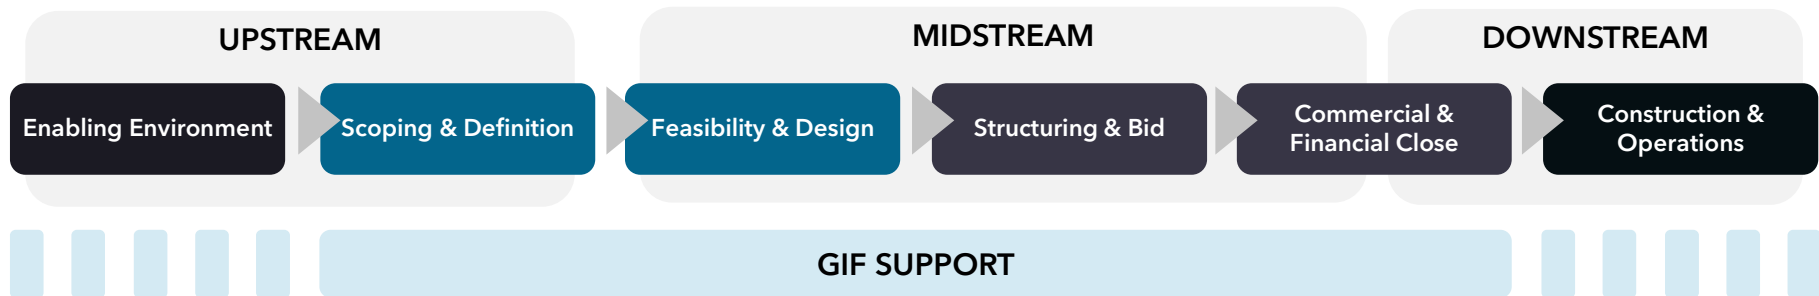 UPSTREAM
MIDSTREAM
DOWNSTREAM
Enabling Environment
Scoping & Definition
Feasibility & Design
Structuring & Bid
Commercial &
Financial Close
Construction &
Operations
GIF SUPPORT